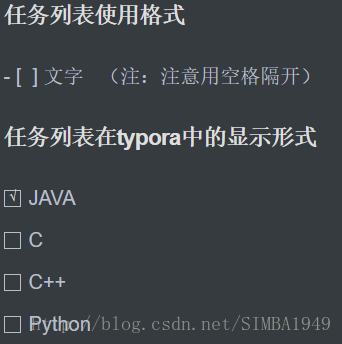 任务列表使用格式
- [ ] 文字 （注：注意用空格隔开）
任务列表在typora中的显示形式
√ JAVA
C
C++
Python
http://blog.csdn.net/SIMBA1949